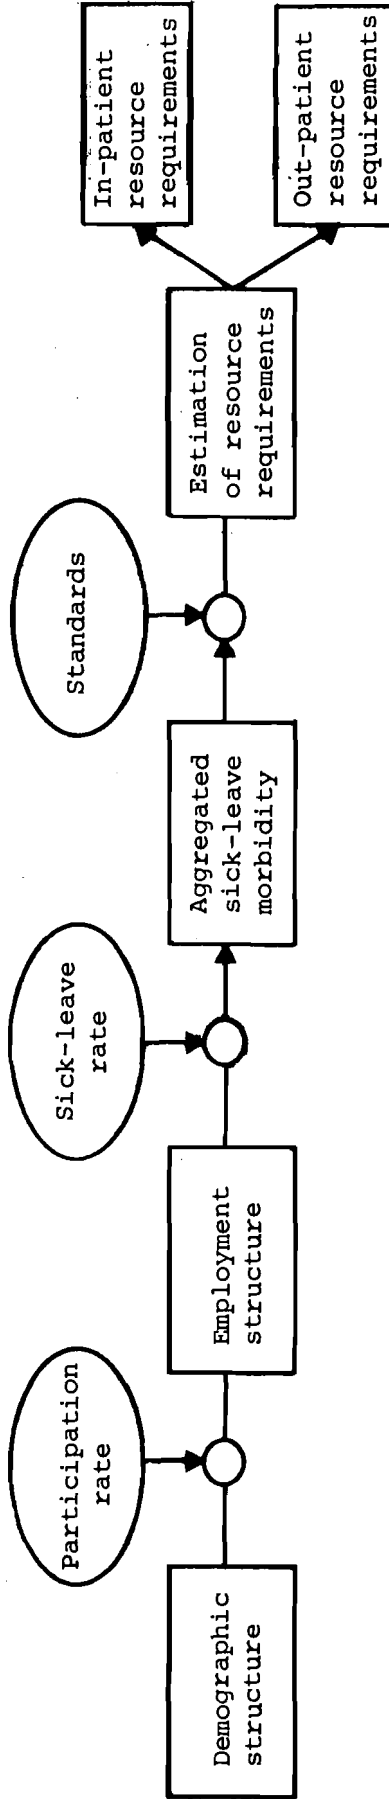 Participation
rate
Sick-leave
rate
Standards
Demographic
structure
Employment
structure
Aggregated
sick-leave
morbidity
Estimation
of resource
requirements
In-patient
resource
requirements
Out-patient
resource
requirements